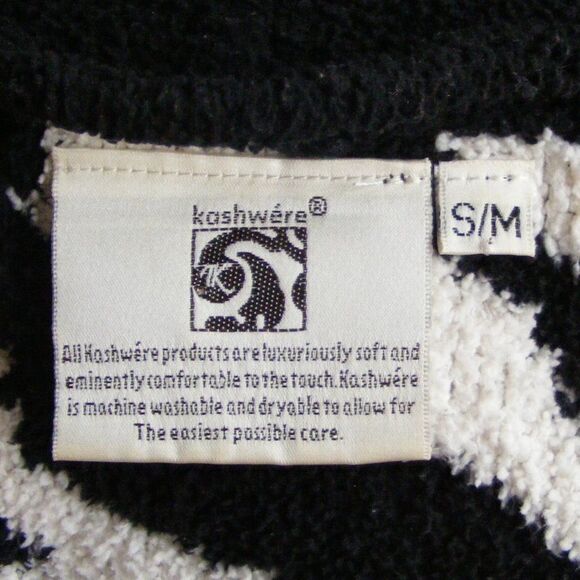 kashwére®
K
S/M
All Kashwére products are luxuriously soft and
eminently comfortable to the touch. Kashwére
is machine washable and dryable to allow for
The easiest possible care.